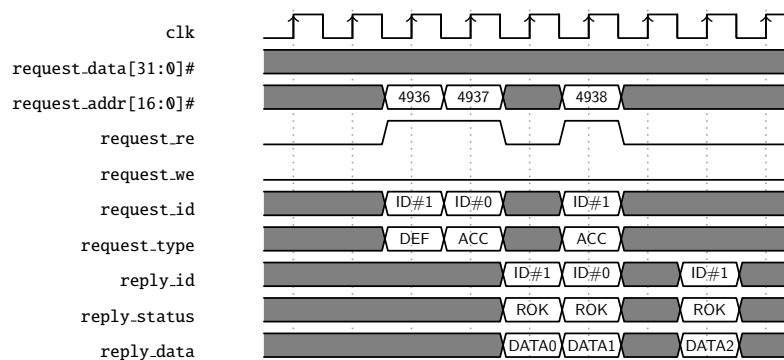 clk
request_data[31:0]#
request_addr[16:0]# 4936 4937 4938
request_re
request_we
request_id ID#1 ID#0 ID#1
request_type DEF ACC ACC
reply_id ID#1 ID#0 ID#1
reply_status ROK ROK ROK
reply_data DATA0 DATA1 DATA2